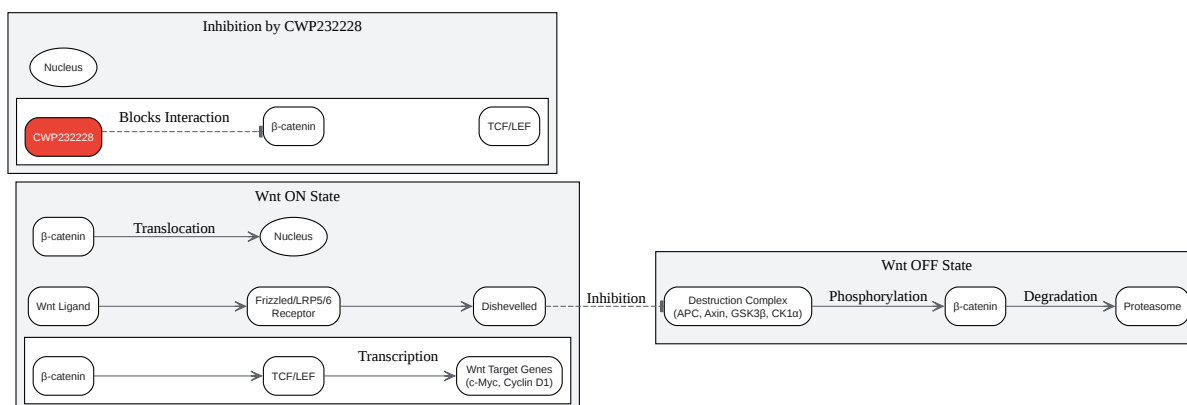 Inhibition by CWP232228
Nucleus
Blocks Interaction
CWP232228
β-catenin
TCF/LEF
Wnt ON State
β-catenin
Translocation
Nucleus
Wnt Ligand
Frizzled/LRP5/6
Receptor
Dishevelled
Inhibition
β-catenin
TCF/LEF
Transcription
Wnt Target Genes
(c-Myc, Cyclin D1)
Wnt OFF State
Destruction Complex
(APC, Axin, GSK3β, CK1α)
Phosphorylation
β-catenin
Degradation
Proteasome